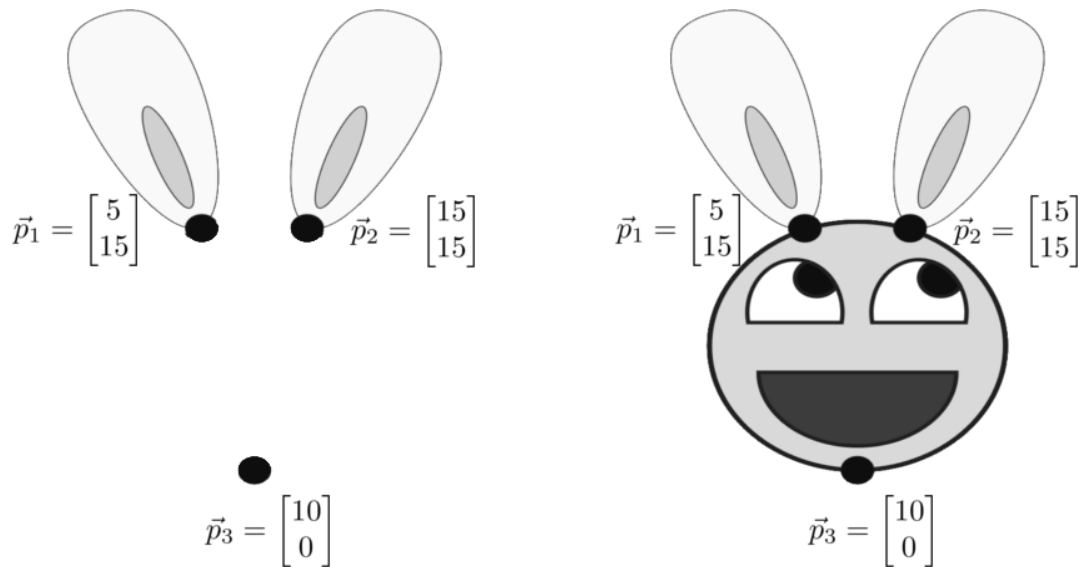 p⃗₁ = [5 15]
p⃗₂ = [15 15]
p⃗₁ = [5 15]
p⃗₂ = [15 15]
p⃗₃ = [10 0]
p⃗₃ = [10 0]